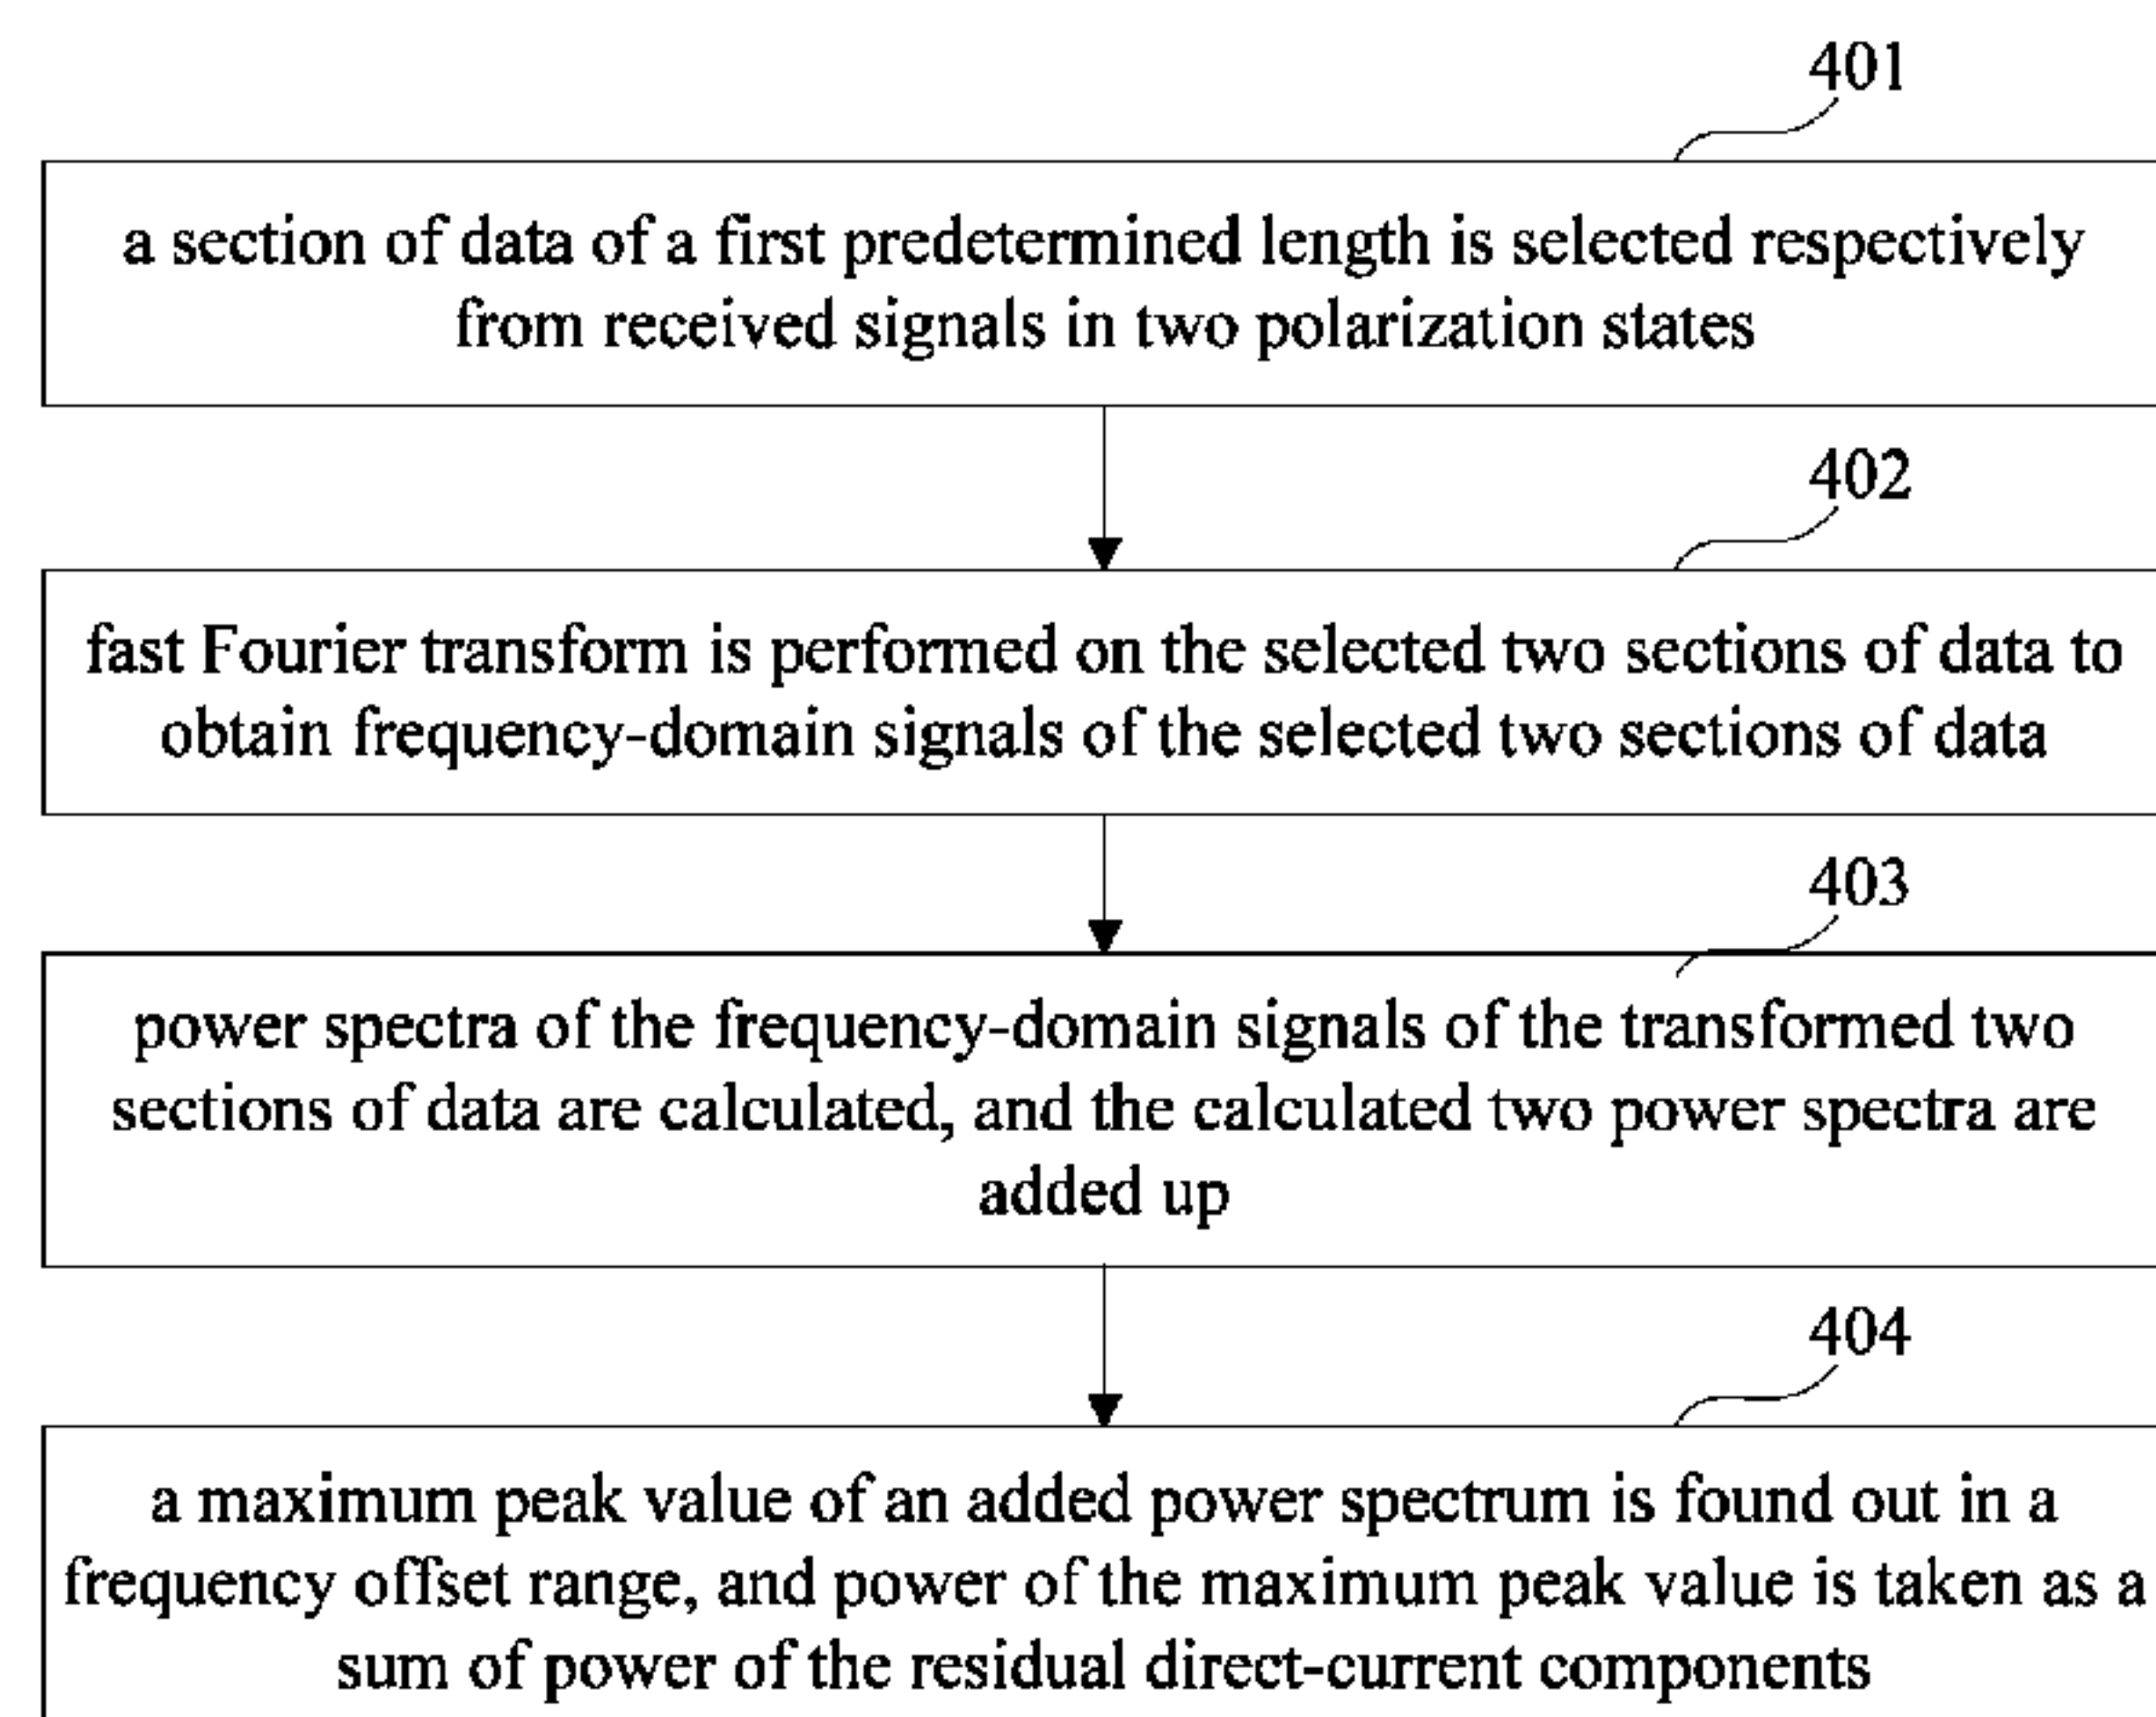 401
a section of data of a first predetermined length is selected respectively
from received signals in two polarization states
402
fast Fourier transform is performed on the selected two sections of data to
obtain frequency-domain signals of the selected two sections of data
403
power spectra of the frequency-domain signals of the transformed two
sections of data are calculated, and the calculated two power spectra are
added up
404
a maximum peak value of an added power spectrum is found out in a
frequency offset range, and power of the maximum peak value is taken as a
sum of power of the residual direct-current components